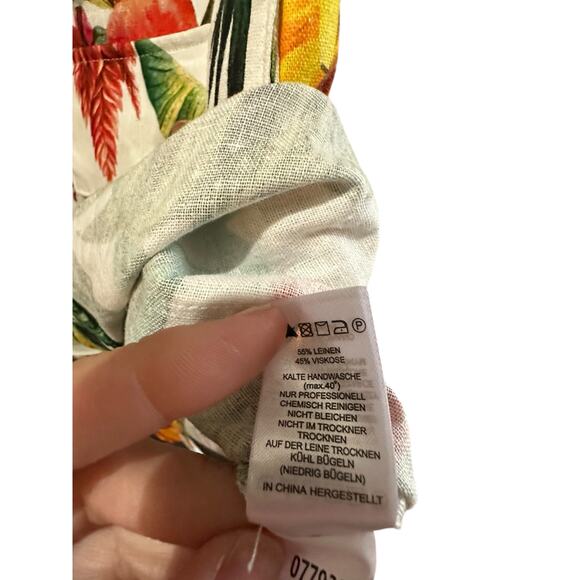 55% LEINEN
45% VISKOSE
KALTE HANDWASCHE
(max.40°)
NUR PROFESSIONELL
CHEMISCH REINIGEN
NICHT BLEICHEN
NICHT IM TROCKNER
TROCKNEN
AUF DER LEINE TROCKNEN
KÜHL BÜGELN
(NIEDRIG BÜGELN)
IN CHINA HERGESTELLT